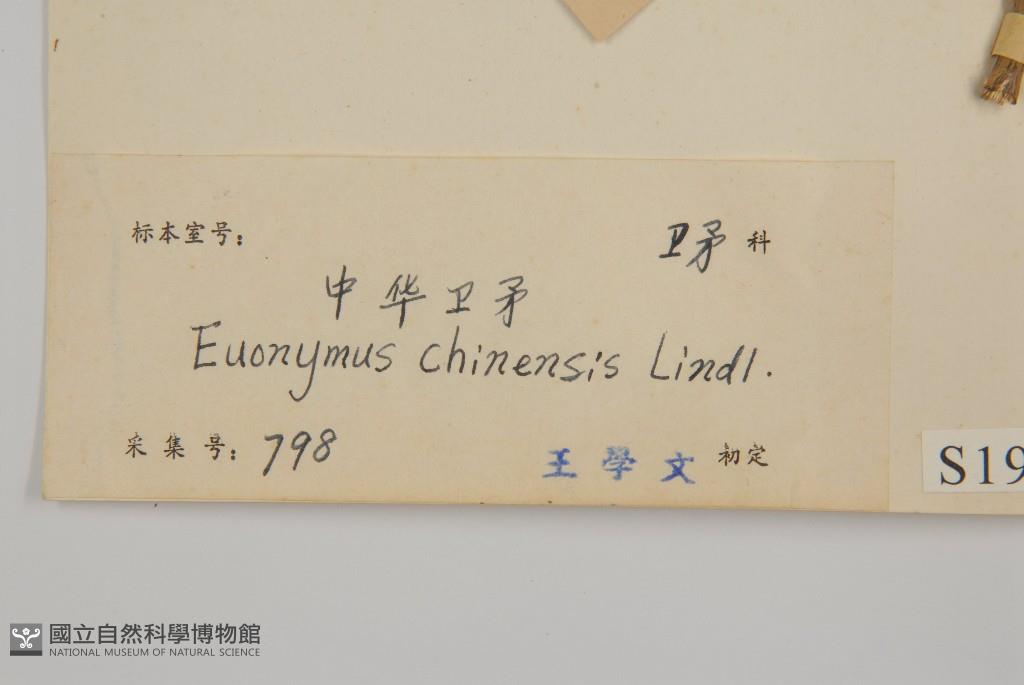 标本室号： 卫矛 科
中华卫矛
Euonymus chinensis Lindl.
采集号：798 王學文 初定
S19
國立自然科學博物館
NATIONAL MUSEUM OF NATURAL SCIENCE